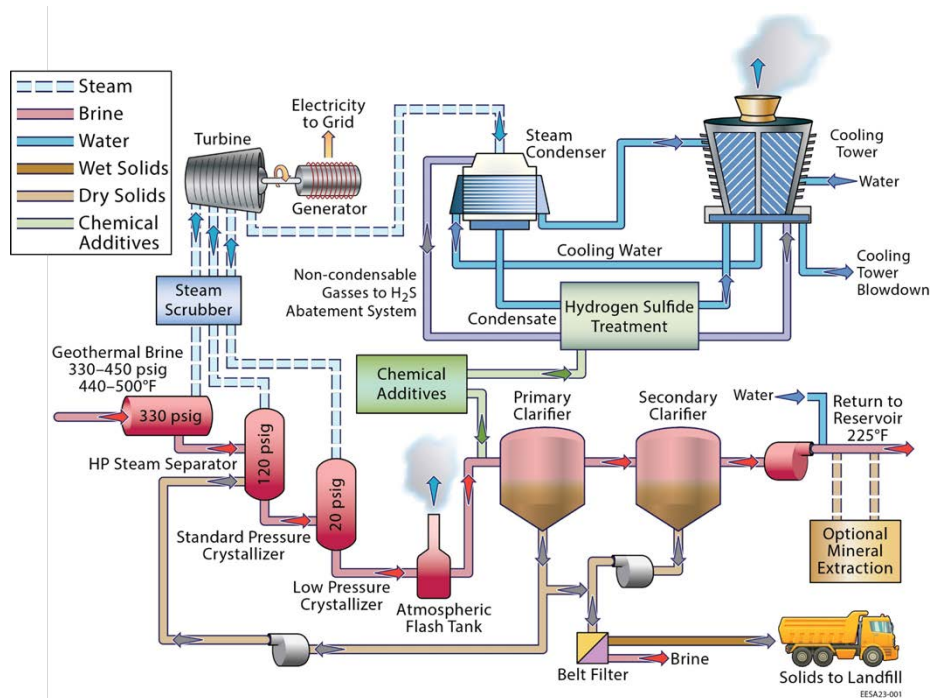 Steam
Brine
Water
Wet Solids
Dry Solids
Chemical
Additives
Turbine
Electricity
to Grid
Generator
Steam
Condenser
Cooling
Tower
Water
Cooling
Tower
Blowdown
Cooling Water
Non-condensable
Gasses to H₂S
Abatement System
Condensate
Hydrogen Sulfide
Treatment
Steam
Scrubber
Geothermal Brine
330–450 psig
440–500°F
330 psig
HP Steam Separator
120 psig
Standard Pressure
Crystallizer
20 psig
Low Pressure
Crystallizer
Atmospheric
Flash Tank
Chemical
Additives
Primary
Clarifier
Secondary
Clarifier
Water
Return to
Reservoir
225°F
Optional
Mineral
Extraction
Belt Filter
Brine
Solids to Landfill
EESA23-001